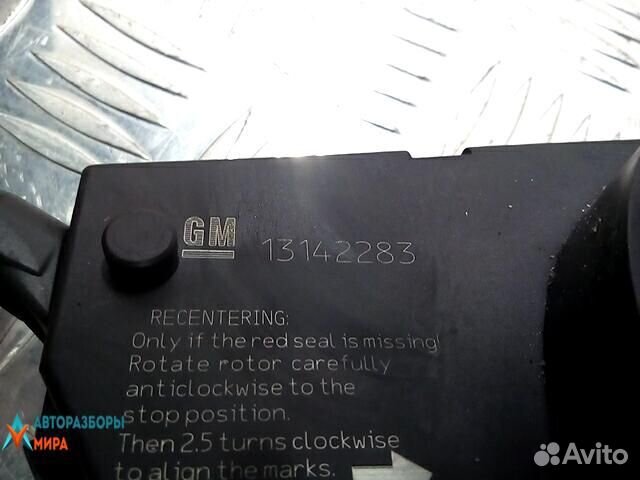 GM 13142283
RECENTERING:
Only if the red seal is missing!
Rotate rotor carefully
anticlockwise to the
stop position.
Then 2.5 turns clockwise
to align the marks.
АВТОРАЗБОРЫ
МИРА
Avito